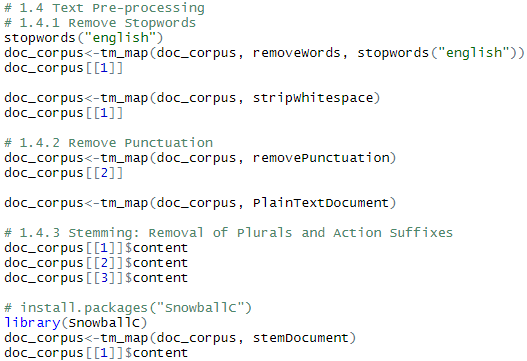 # 1.4 Text Pre-processing
# 1.4.1 Remove Stopwords
stopwords("english")
doc_corpus<-tm_map(doc_corpus, removeWords, stopwords("english"))
doc_corpus[[1]]
doc_corpus<-tm_map(doc_corpus, stripWhitespace)
doc_corpus[[1]]
# 1.4.2 Remove Punctuation
doc_corpus<-tm_map(doc_corpus, removePunctuation)
doc_corpus[[2]]
doc_corpus<-tm_map(doc_corpus, PlainTextDocument)
# 1.4.3 Stemming: Removal of Plurals and Action Suffixes
doc_corpus[[1]]$content
doc_corpus[[2]]$content
doc_corpus[[3]]$content
# install.packages("SnowballC")
library(SnowballC)
doc_corpus<-tm_map(doc_corpus, stemDocument)
doc_corpus[[1]]$content